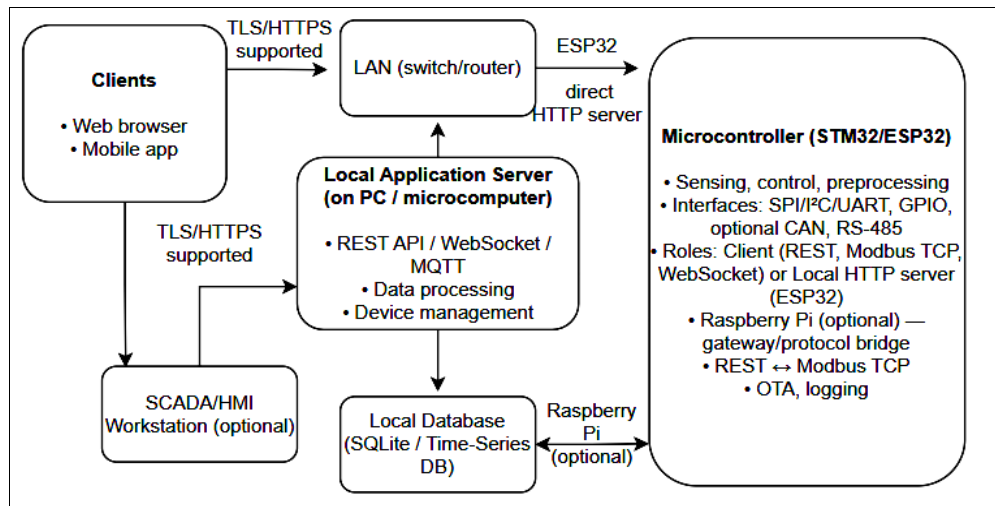 TLS/HTTPS
supported
Clients
• Web browser
• Mobile app
LAN (switch/router)
ESP32
direct
HTTP server
Local Application Server
(on PC / microcomputer)
• REST API / WebSocket /
MQTT
• Data processing
• Device management
TLS/HTTPS
supported
SCADA/HMI
Workstation (optional)
Local Database
(SQLite / Time-Series
DB)
Raspberry
Pi
(optional)
Microcontroller (STM32/ESP32)
• Sensing, control, preprocessing
• Interfaces: SPI/I²C/UART, GPIO,
optional CAN, RS-485
• Roles: Client (REST, Modbus TCP,
WebSocket) or Local HTTP server
(ESP32)
• Raspberry Pi (optional) —
gateway/protocol bridge
• REST ↔ Modbus TCP
• OTA, logging